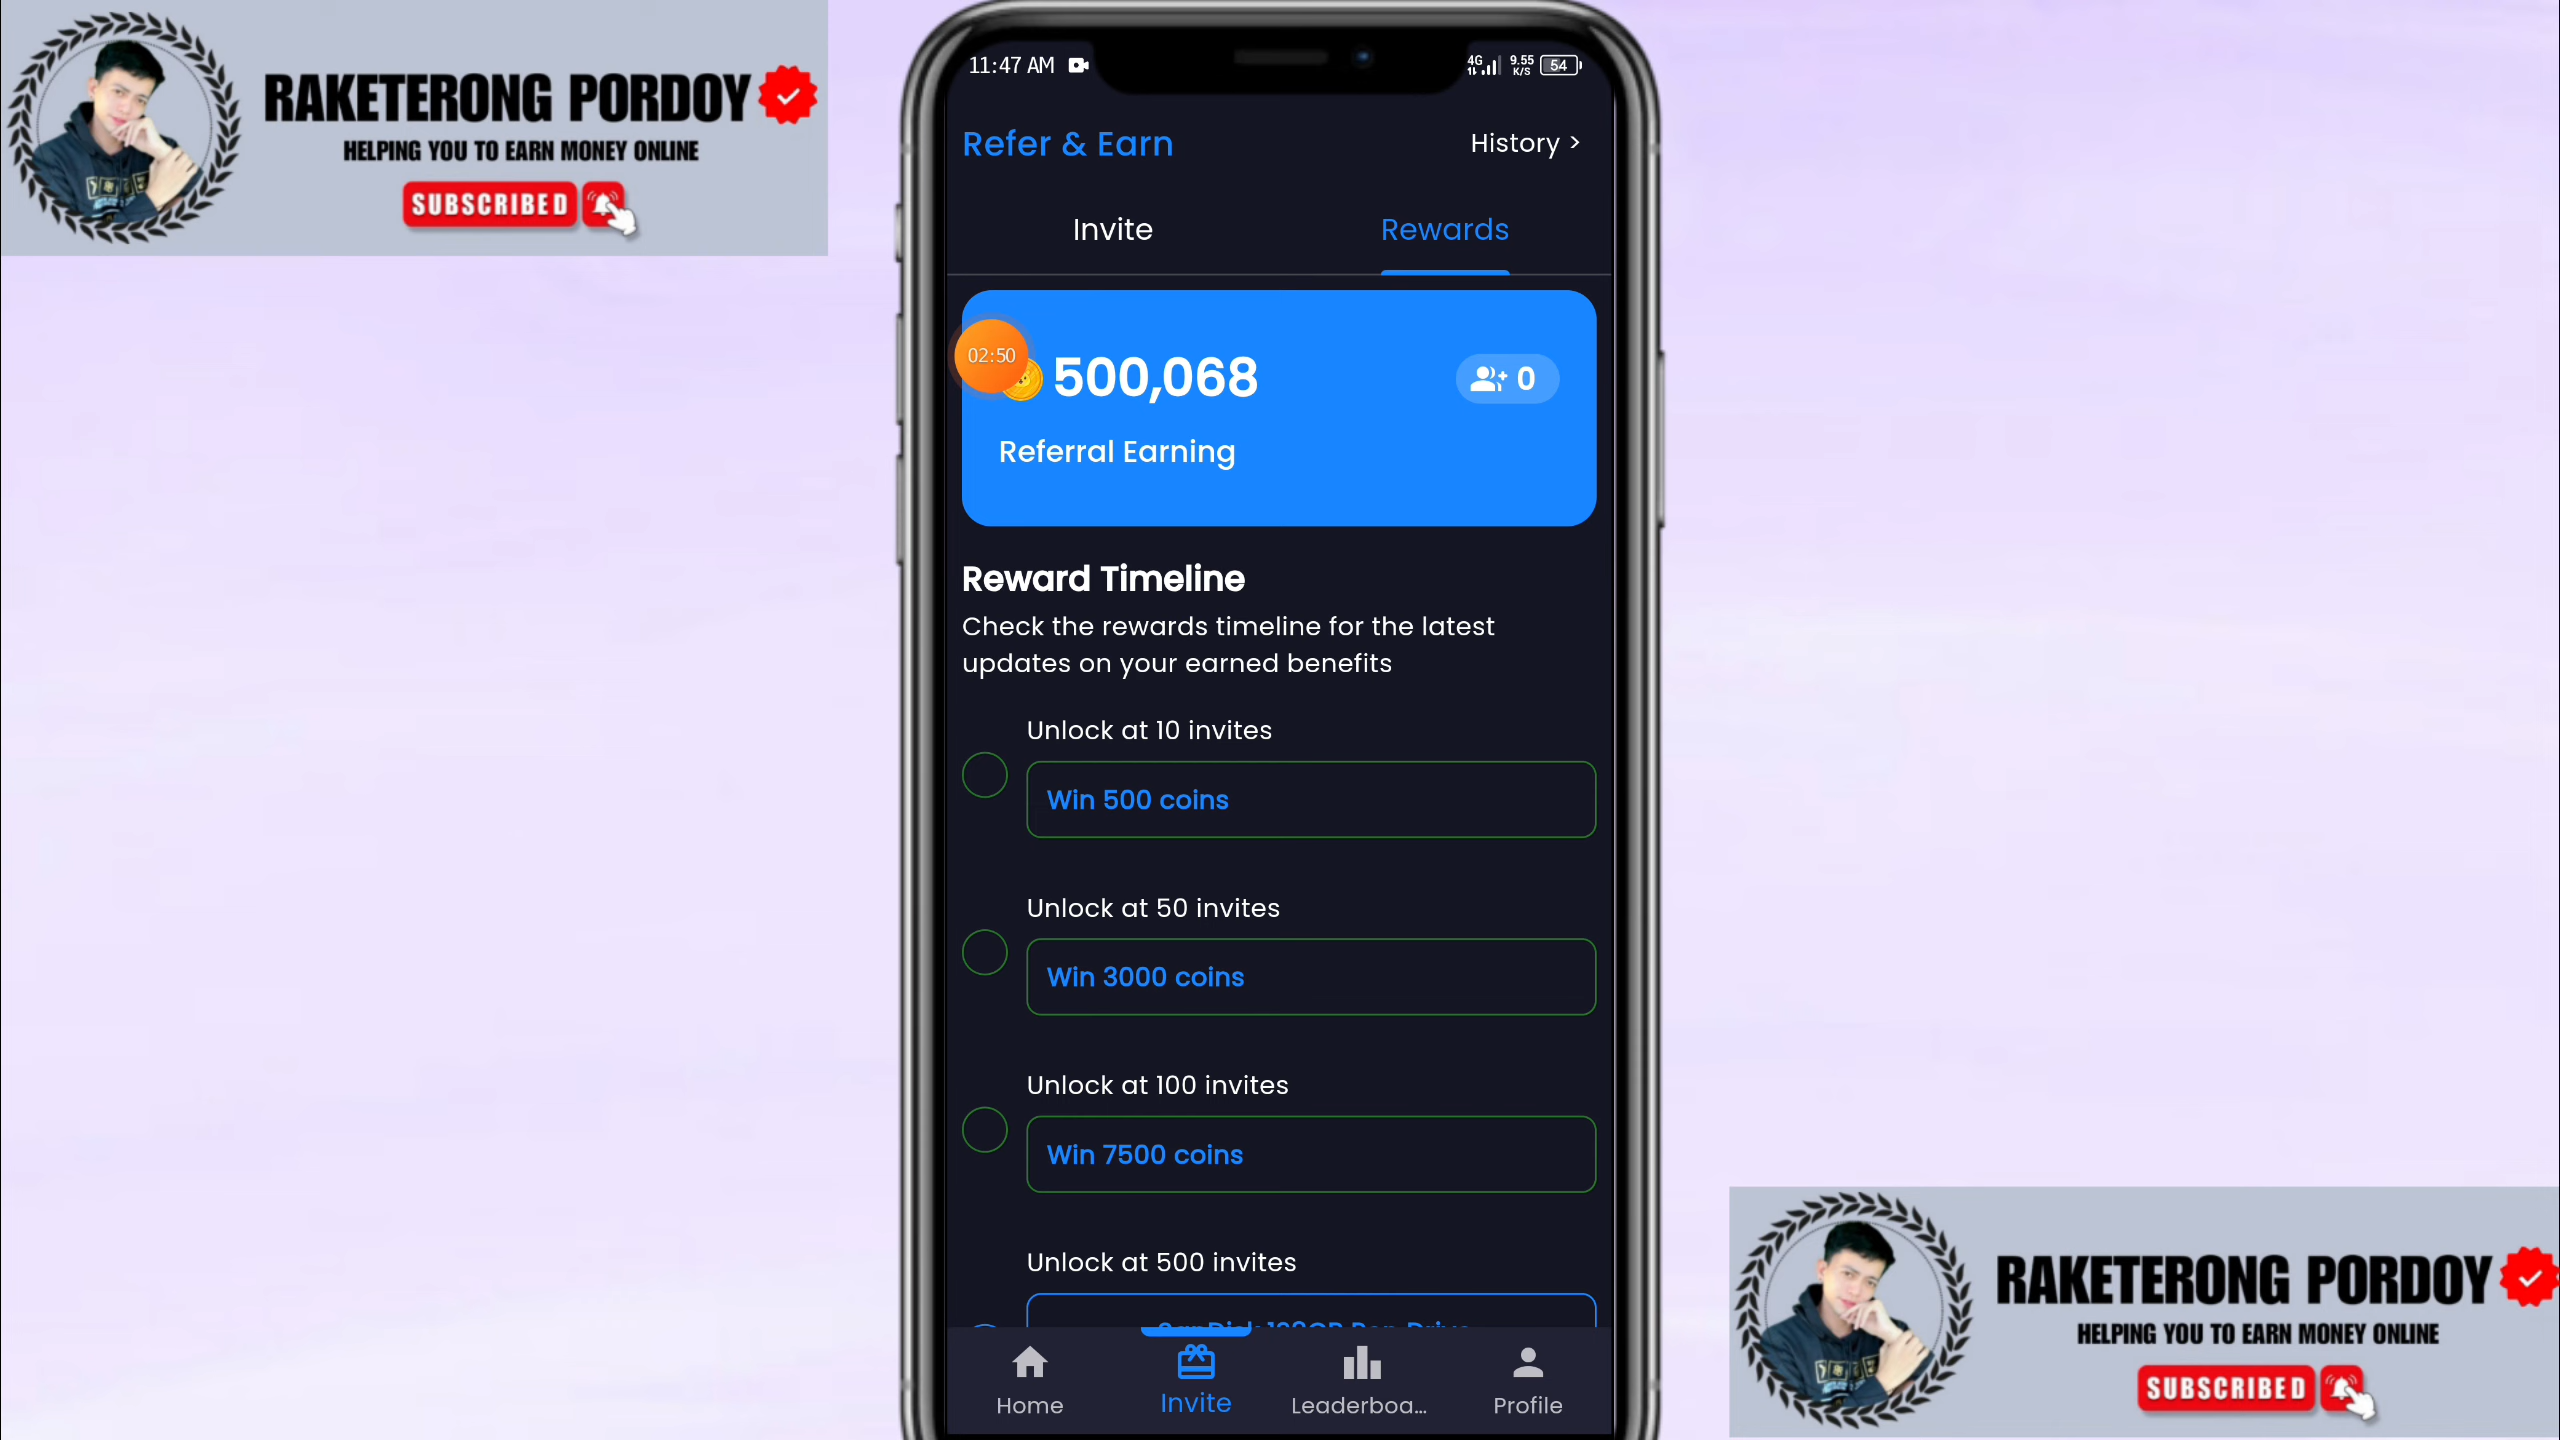 RAKETERONG PORDOY
HELPING YOU TO EARN MONEY ONLINE
SUBSCRIBED
11:47 AM
4G
9.55
K/S
54
Refer & Earn
History >
Invite
Rewards
02:50
500,068
0
Referral Earning
Reward Timeline
Check the rewards timeline for the latest
updates on your earned benefits
Unlock at 10 invites
Win 500 coins
Unlock at 50 invites
Win 3000 coins
Unlock at 100 invites
Win 7500 coins
Unlock at 500 invites
Home
Invite
Leaderboa...
Profile
RAKETERONG PORDOY
HELPING YOU TO EARN MONEY ONLINE
SUBSCRIBED